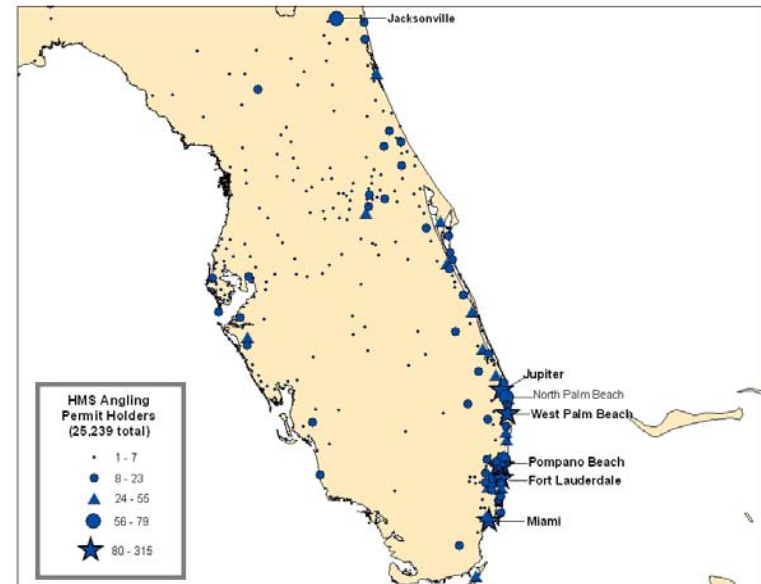 Jacksonville
Jupiter
North Palm Beach
West Palm Beach
Pompano Beach
Fort Lauderdale
Miami
HMS Angling
Permit Holders
(25,239 total)
1 - 7
8 - 23
24 - 55
56 - 79
80 - 315